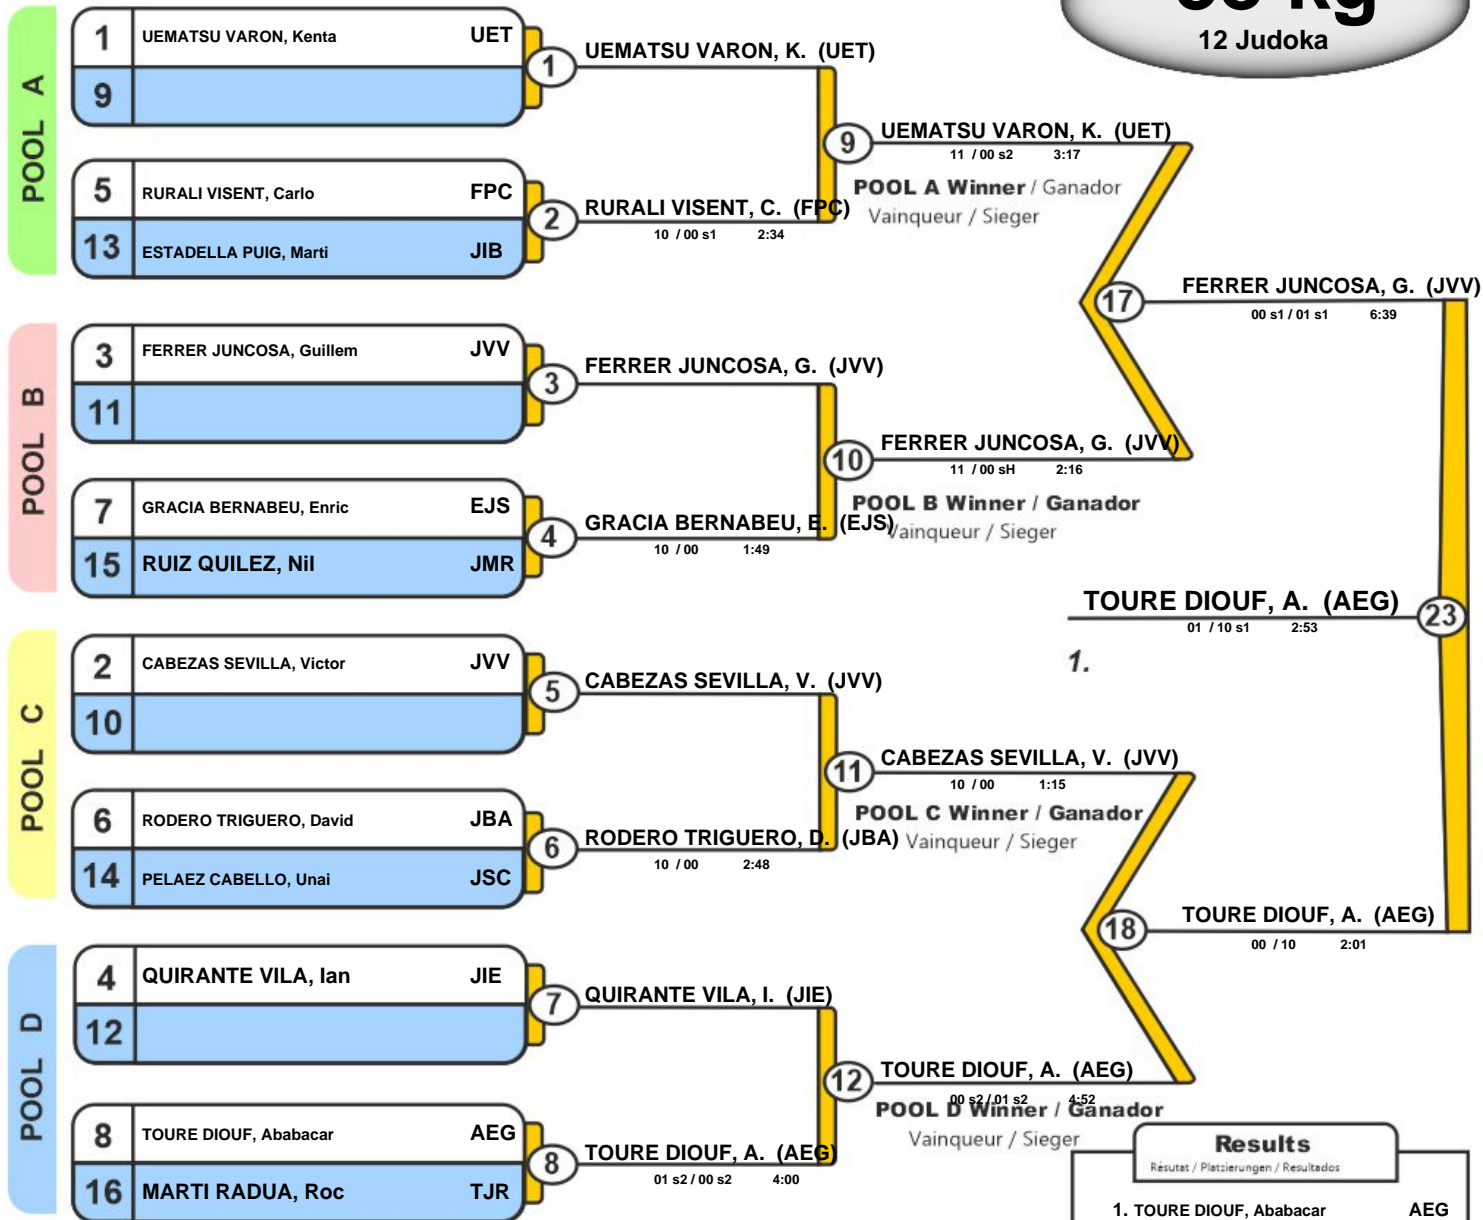 12 Judoka
POOL A
1 UEMATSU VARON, Kenta UET
9
5 RURALI VISENT, Carlo FPC
13 ESTADELLA PUIG, Marti JIB
1 UEMATSU VARON, K. (UET)
2 RURALI VISENT, C. (FPC)
10 / 00 s1 2:34
9 UEMATSU VARON, K. (UET)
11 / 00 s2 3:17
POOL A Winner / Ganador
Vainqueur / Sieger
POOL B
3 FERRER JUNCOSA, Guillem JVV
11
7 GRACIA BERNABEU, Enric EJS
15 RUIZ QUILEZ, Nil JMR
3 FERRER JUNCOSA, G. (JVV)
4 GRACIA BERNABEU, E. (EJS)
10 / 00 1:49
10 FERRER JUNCOSA, G. (JVV)
11 / 00 sH 2:16
POOL B Winner / Ganador
Vainqueur / Sieger
17 FERRER JUNCOSA, G. (JVV)
00 s1 / 01 s1 6:39
POOL C
2 CABEZAS SEVILLA, Victor JVV
10
6 RODERO TRIGUERO, David JBA
14 PELAEZ CABELLO, Unai JSC
5 CABEZAS SEVILLA, V. (JVV)
6 RODERO TRIGUERO, D. (JBA)
10 / 00 2:48
11 CABEZAS SEVILLA, V. (JVV)
10 / 00 1:15
POOL C Winner / Ganador
Vainqueur / Sieger
POOL D
4 QUIRANTE VILA, Ian JIE
12
8 TOURE DIOUF, Ababacar AEG
16 MARTI RADUA, Roc TJR
7 QUIRANTE VILA, I. (JIE)
8 TOURE DIOUF, A. (AEG)
01 s2 / 00 s2 4:00
12 TOURE DIOUF, A. (AEG)
00 s2 / 01 s2 4:52
POOL D Winner / Ganador
Vainqueur / Sieger
18 TOURE DIOUF, A. (AEG)
00 / 10 2:01
TOURE DIOUF, A. (AEG) 23
01 / 10 s1 2:53
1.
Results
Résutat / Platzierungen / Resultados
1. TOURE DIOUF, Ababacar AEG